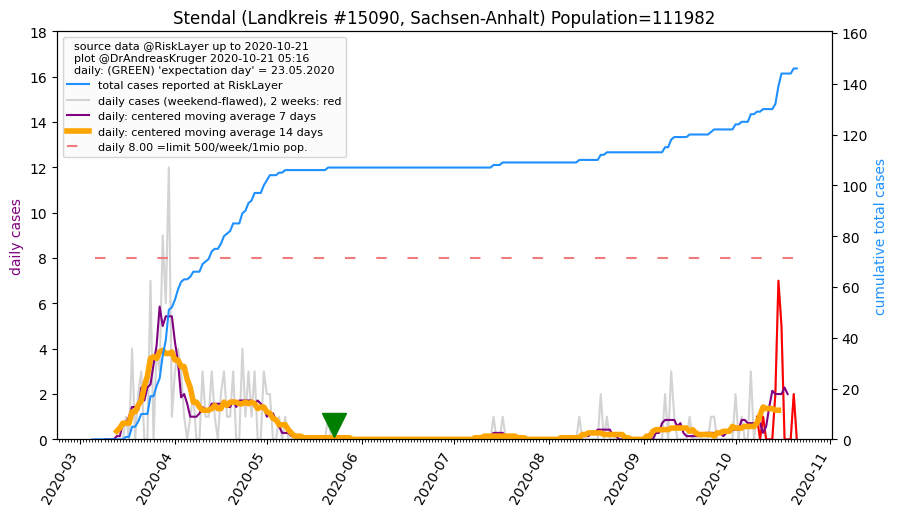 Stendal (Landkreis #15090, Sachsen-Anhalt) Population=111982
source data @RiskLayer up to 2020-10-21
plot @DrAndreasKruger 2020-10-21 05:16
daily: (GREEN) 'expectation day' = 23.05.2020
total cases reported at RiskLayer
daily cases (weekend-flawed), 2 weeks: red
daily: centered moving average 7 days
daily: centered moving average 14 days
daily 8.00 =limit 500/week/1mio pop.
daily cases
18
16
14
12
10
8
6
4
2
0
160
140
120
100
80
60
40
20
0
cumulative total cases
2020-03
2020-04
2020-05
2020-06
2020-07
2020-08
2020-09
2020-10
2020-11